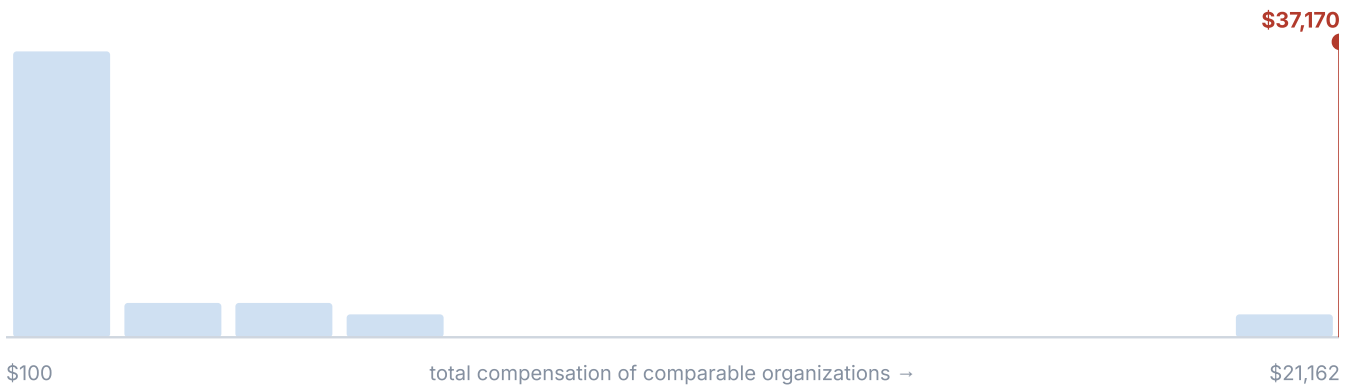 $37,170
$100
total compensation of comparable organizations →
$21,162